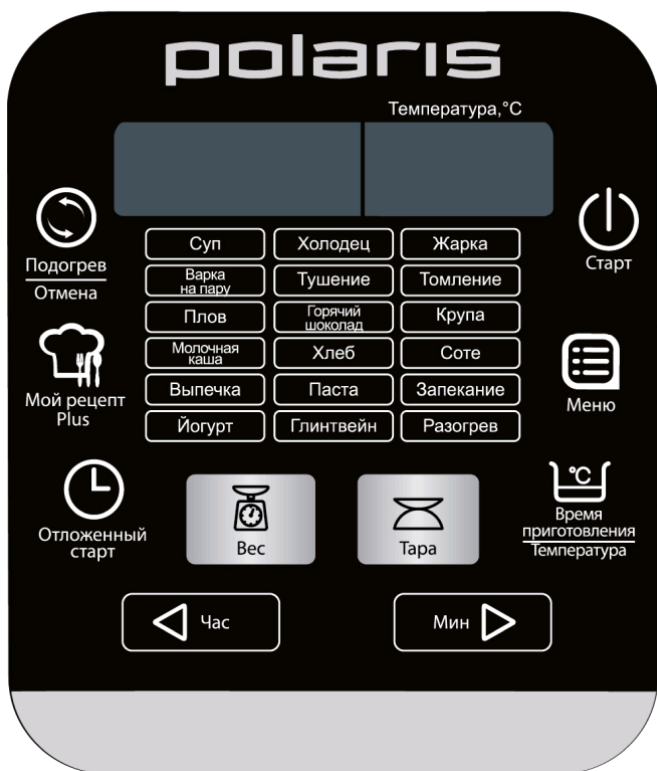 polaris
Температура,°C
Подогрев
Отмена
Старт
Суп
Холодец
Жарка
Варка
на пару
Тушение
Томление
Плов
Горячий
шоколад
Крупа
Молочная
каша
Хлеб
Соте
Выпечка
Паста
Запекание
Йогурт
Глинтвейн
Разогрев
Мой рецепт
Plus
Меню
Отложенный
старт
Вес
Тара
°C
Время
приготовления
Температура
Час
Мин